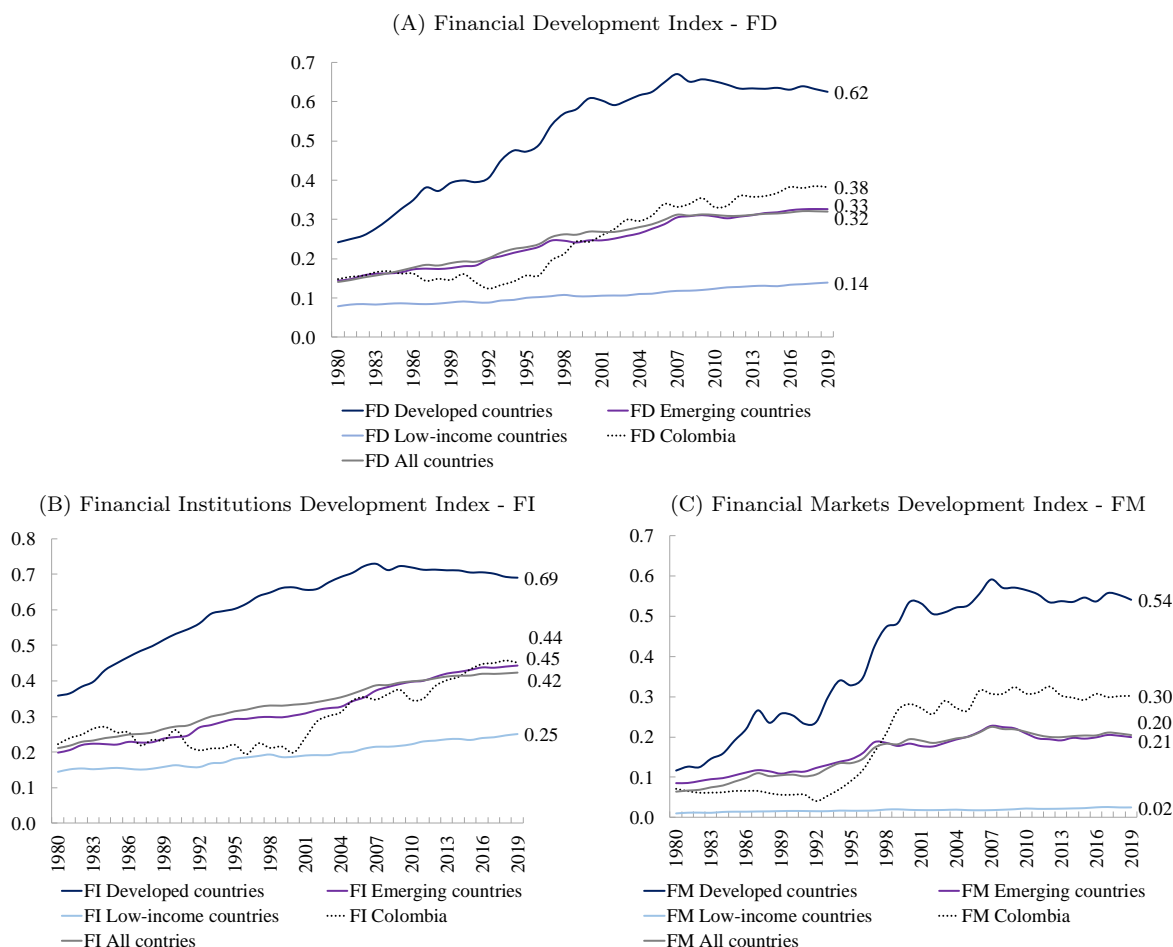 (A) Financial Development Index - FD
0.7
0.6
0.5
0.4
0.3
0.2
0.1
0.0
0.62
0.38
0.33
0.32
0.14
1980 1983 1986 1989 1992 1995 1998 2001 2004 2007 2010 2013 2016 2019
FD Developed countries FD Emerging countries
FD Low-income countries FD Colombia
FD All countries
(B) Financial Institutions Development Index - FI
0.8
0.7
0.6
0.5
0.4
0.3
0.2
0.1
0.0
0.69
0.44
0.45
0.42
0.25
1980 1983 1986 1989 1992 1995 1998 2001 2004 2007 2010 2013 2016 2019
FI Developed countries FI Emerging countries
FI Low-income countries FI Colombia
FI All contries
(C) Financial Markets Development Index - FM
0.7
0.6
0.5
0.4
0.3
0.2
0.1
0.0
0.54
0.30
0.20
0.21
0.02
1980 1983 1986 1989 1992 1995 1998 2001 2004 2007 2010 2013 2016 2019
FM Developed countries FM Emerging countries
FM Low-income countries FM Colombia
FM All countries